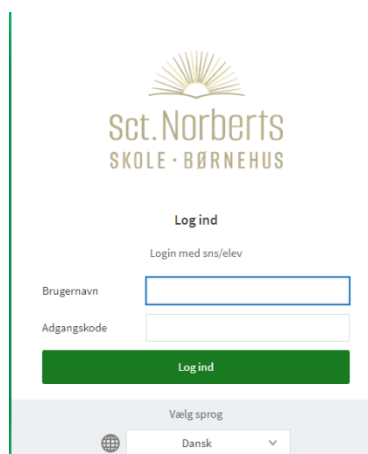 Sct. Norberts
SKOLE · BØRNEHUS
Log ind
Login med sns/elev
Brugernavn
Adgangskode
Log ind
Vælg sprog
Dansk